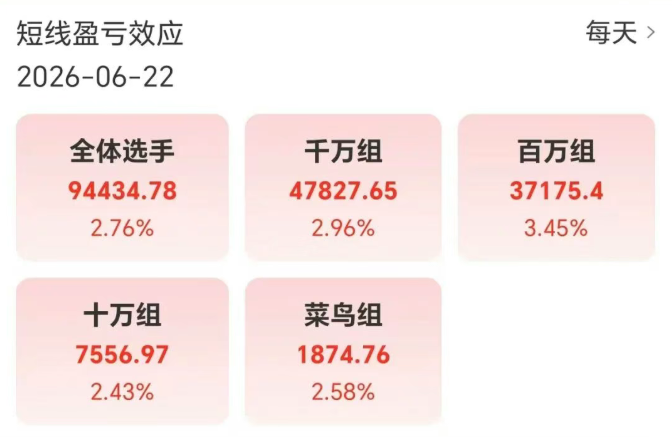 短线盈亏效应
每天 >
2026-06-22
全体选手
94434.78
2.76%
千万组
47827.65
2.96%
百万组
37175.4
3.45%
十万组
7556.97
2.43%
菜鸟组
1874.76
2.58%